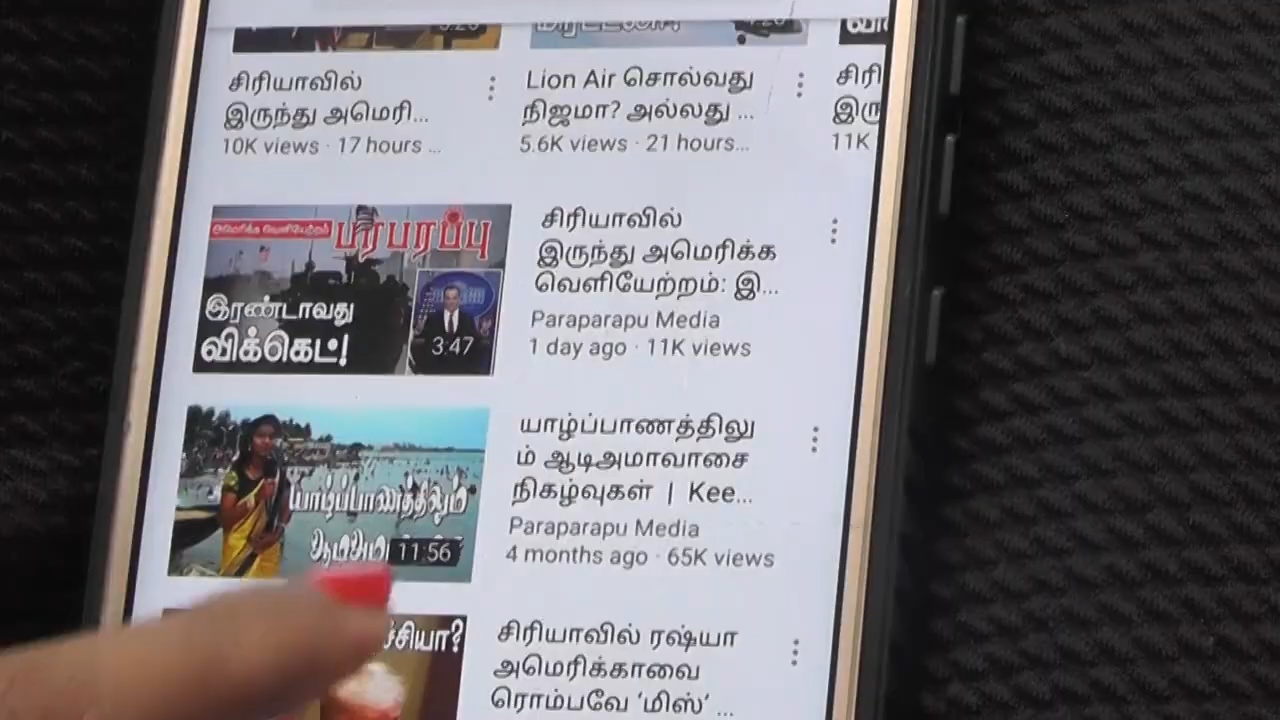 சிரியாவில்
இருந்து அமெரி...
10K views · 17 hours ...
Lion Air சொல்வது
நிஜமா? அல்லது ...
5.6K views · 21 hours...
சிரி
இரு
11K
அமெரிக்க வெளியேற்றம்
பரபரப்பு
இரண்டாவது
விக்கெட்!
3:47
சிரியாவில்
இருந்து அமெரிக்க
வெளியேற்றம்: இ...
Paraparapu Media
1 day ago · 11K views
யாழ்ப்பாணத்திலும்
11:56
யாழ்ப்பாணத்திலு
ம் ஆடிஅமாவாசை
நிகழ்வுகள் | Kee...
Paraparapu Media
4 months ago · 65K views
சிரியாவில் ரஷ்யா
அமெரிக்காவை
ரொம்பவே 'மிஸ்' ...